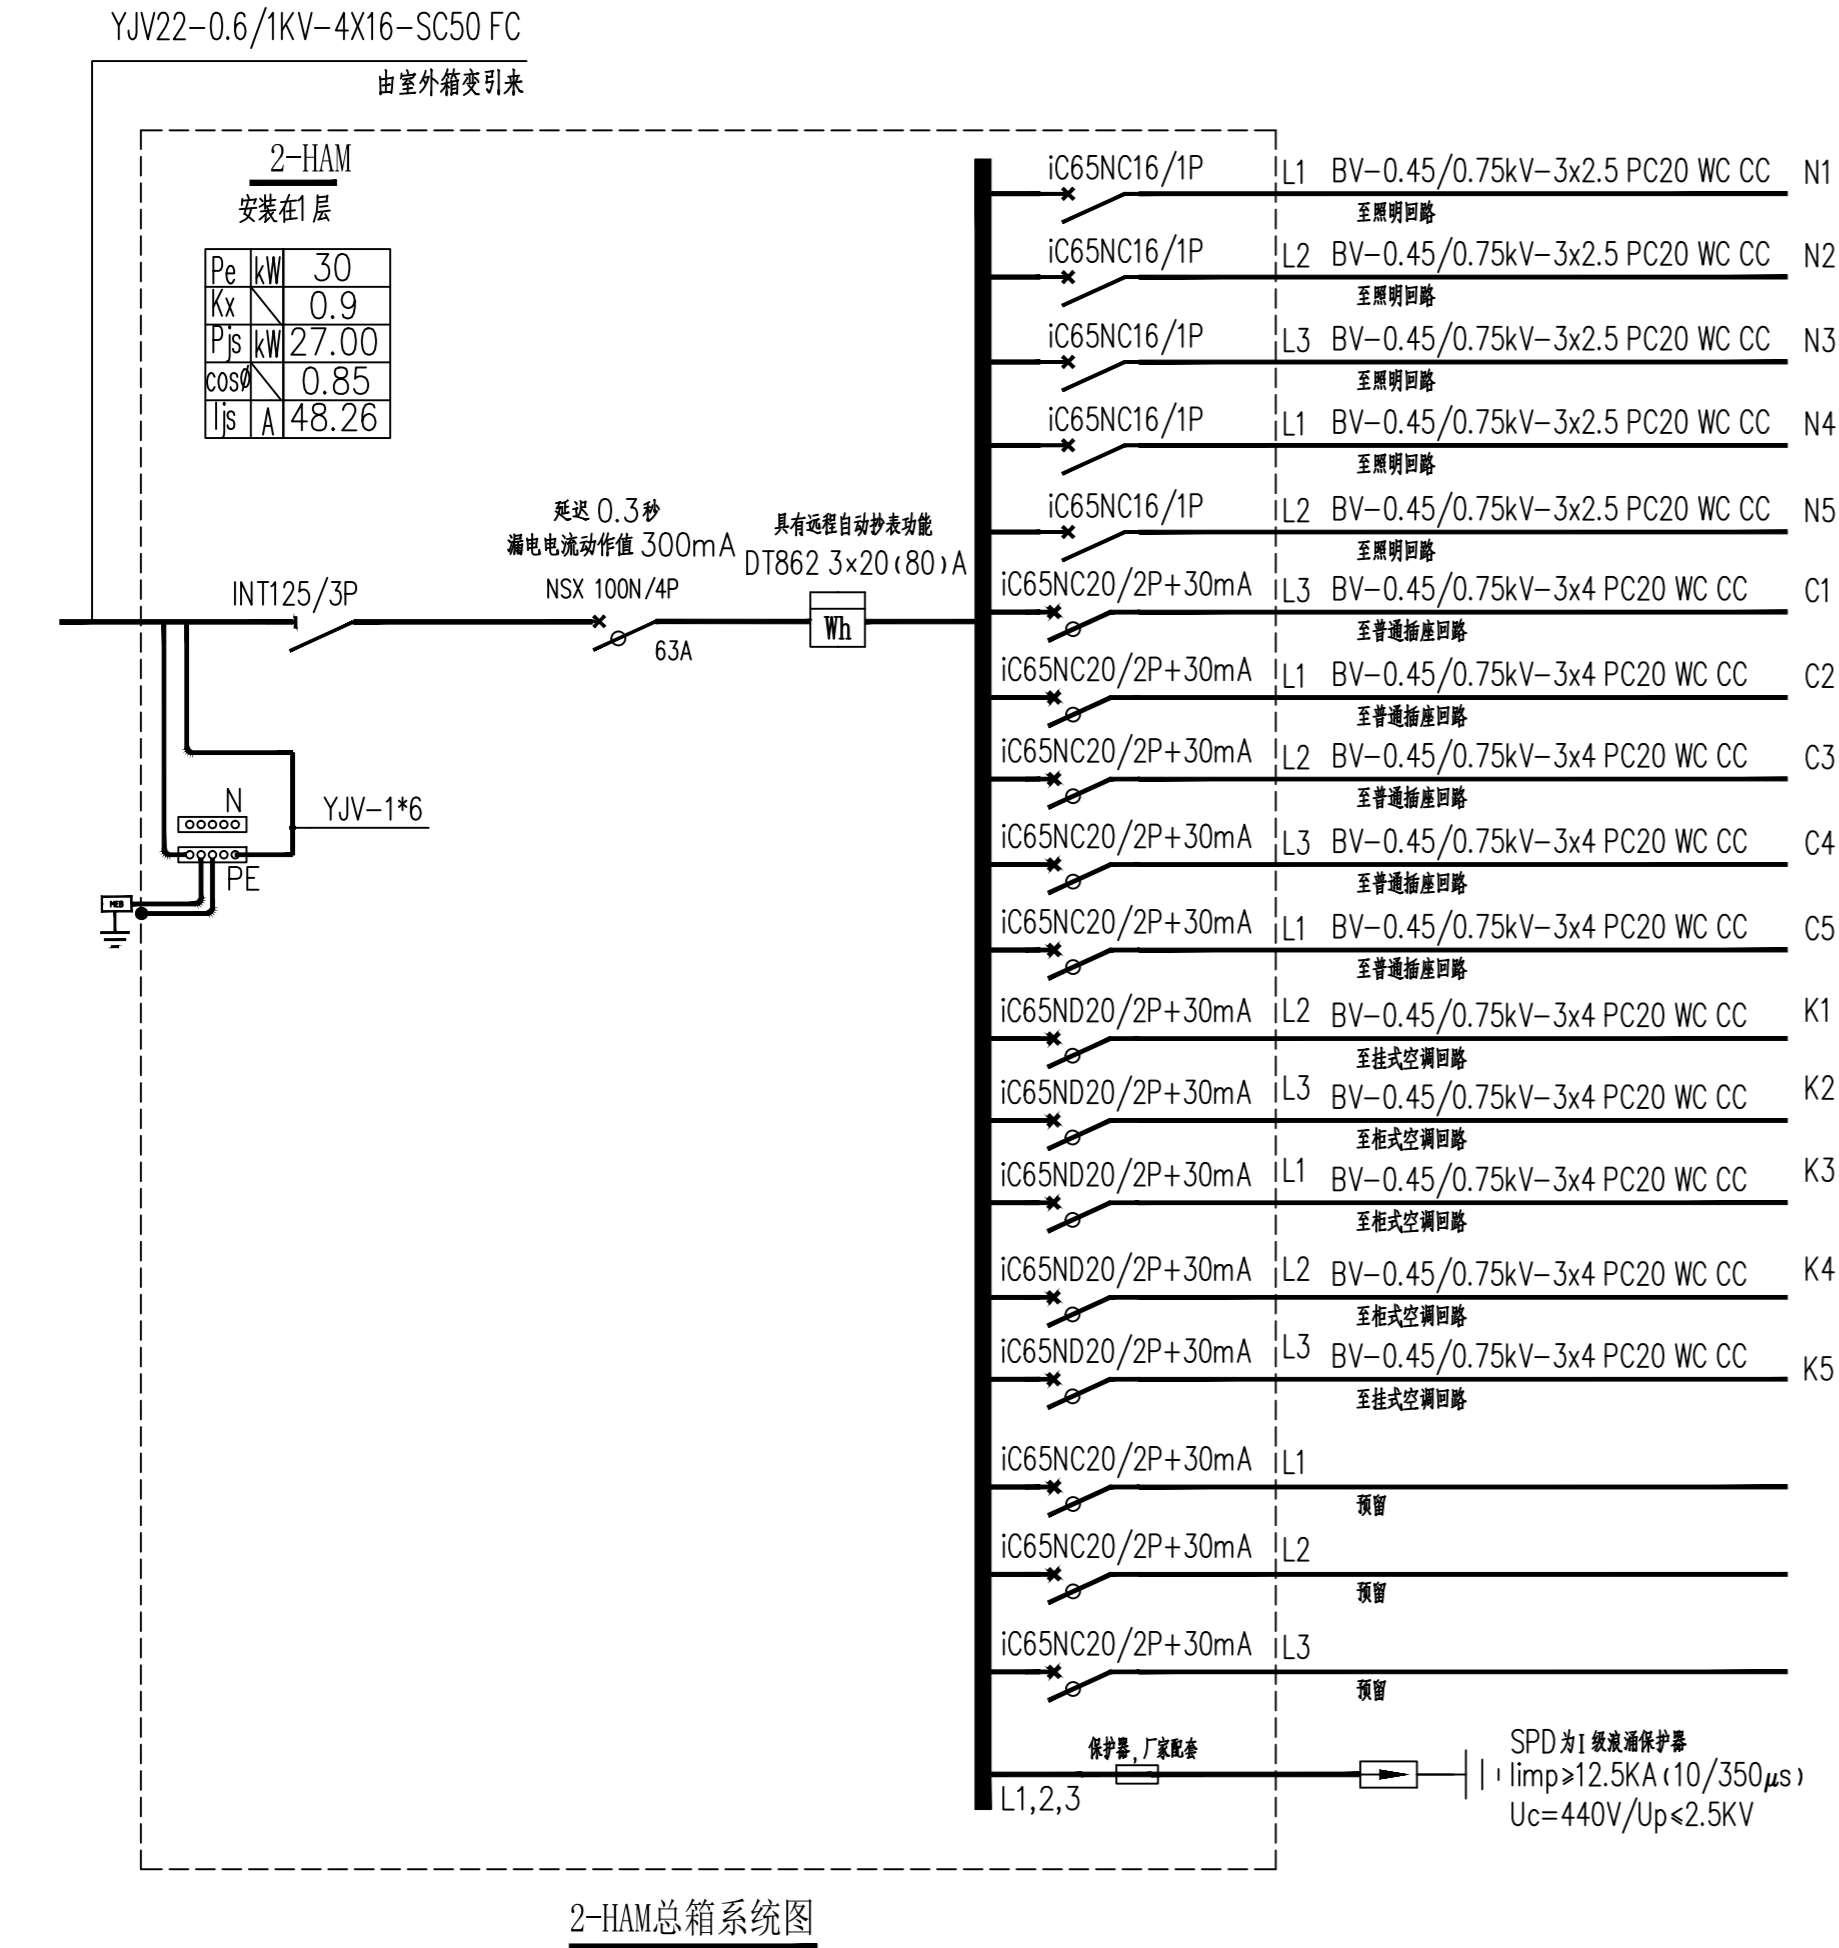 YJV22-0.6/1KV-4X16-SC50 FC
由室外箱变引来
2-HAM
安装在1层
Pe kW 30
Kx 0.9
Pjs kW 27.00
cosø 0.85
Ijs A 48.26
INT125/3P
延迟 0.3秒
漏电电流动作值 300mA
NSX 100N/4P
63A
具有远程自动抄表功能
DT862 3×20(80)A
Wh
N
YJV-1*6
PE
MEB
iC65NC16/1P L1 BV-0.45/0.75kV-3x2.5 PC20 WC CC N1
至照明回路
iC65NC16/1P L2 BV-0.45/0.75kV-3x2.5 PC20 WC CC N2
至照明回路
iC65NC16/1P L3 BV-0.45/0.75kV-3x2.5 PC20 WC CC N3
至照明回路
iC65NC16/1P L1 BV-0.45/0.75kV-3x2.5 PC20 WC CC N4
至照明回路
iC65NC16/1P L2 BV-0.45/0.75kV-3x2.5 PC20 WC CC N5
至照明回路
iC65NC20/2P+30mA L3 BV-0.45/0.75kV-3x4 PC20 WC CC C1
至普通插座回路
iC65NC20/2P+30mA L1 BV-0.45/0.75kV-3x4 PC20 WC CC C2
至普通插座回路
iC65NC20/2P+30mA L2 BV-0.45/0.75kV-3x4 PC20 WC CC C3
至普通插座回路
iC65NC20/2P+30mA L3 BV-0.45/0.75kV-3x4 PC20 WC CC C4
至普通插座回路
iC65NC20/2P+30mA L1 BV-0.45/0.75kV-3x4 PC20 WC CC C5
至普通插座回路
iC65ND20/2P+30mA L2 BV-0.45/0.75kV-3x4 PC20 WC CC K1
至挂式空调回路
iC65ND20/2P+30mA L3 BV-0.45/0.75kV-3x4 PC20 WC CC K2
至柜式空调回路
iC65ND20/2P+30mA L1 BV-0.45/0.75kV-3x4 PC20 WC CC K3
至柜式空调回路
iC65ND20/2P+30mA L2 BV-0.45/0.75kV-3x4 PC20 WC CC K4
至柜式空调回路
iC65ND20/2P+30mA L3 BV-0.45/0.75kV-3x4 PC20 WC CC K5
至挂式空调回路
iC65NC20/2P+30mA L1
预留
iC65NC20/2P+30mA L2
预留
iC65NC20/2P+30mA L3
预留
保护器,厂家配套
L1,2,3
SPD为I级浪涌保护器
Iimp≥12.5KA(10/350μs)
Uc=440V/Up≤2.5KV
2-HAM总箱系统图